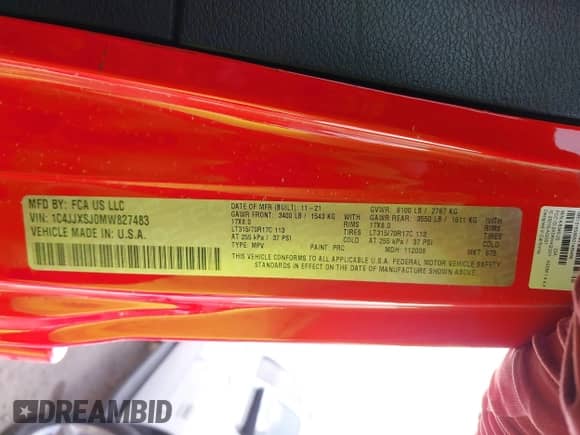 MFD BY: FCA US LLC
VIN: 1C4JJXSJ0MW827483
VEHICLE MADE IN: U.S.A.
DATE OF MFR (BUILT): 11-21
GAWR FRONT: 3400 LB / 1543 KG
17X8.0 RIMS
LT315/70R17C 113 TIRES
AT 255 kPa / 37 PSI COLD
TYPE: MPV PAINT: PRC
GVWR: 6100 LB / 2767 KG
GAWR REAR: 3550 LB / 1611 KG
17X8.0 RIMS
LT315/70R17C 113 TIRES
AT 255 kPa / 37 PSI COLD
MDH: 112006 MKT: 675
THIS VEHICLE CONFORMS TO ALL APPLICABLE U.S.A. FEDERAL MOTOR VEHICLE SAFETY
STANDARDS IN EFFECT ON THE DATE OF MANUFACTURE SHOWN ABOVE
DREAMBID